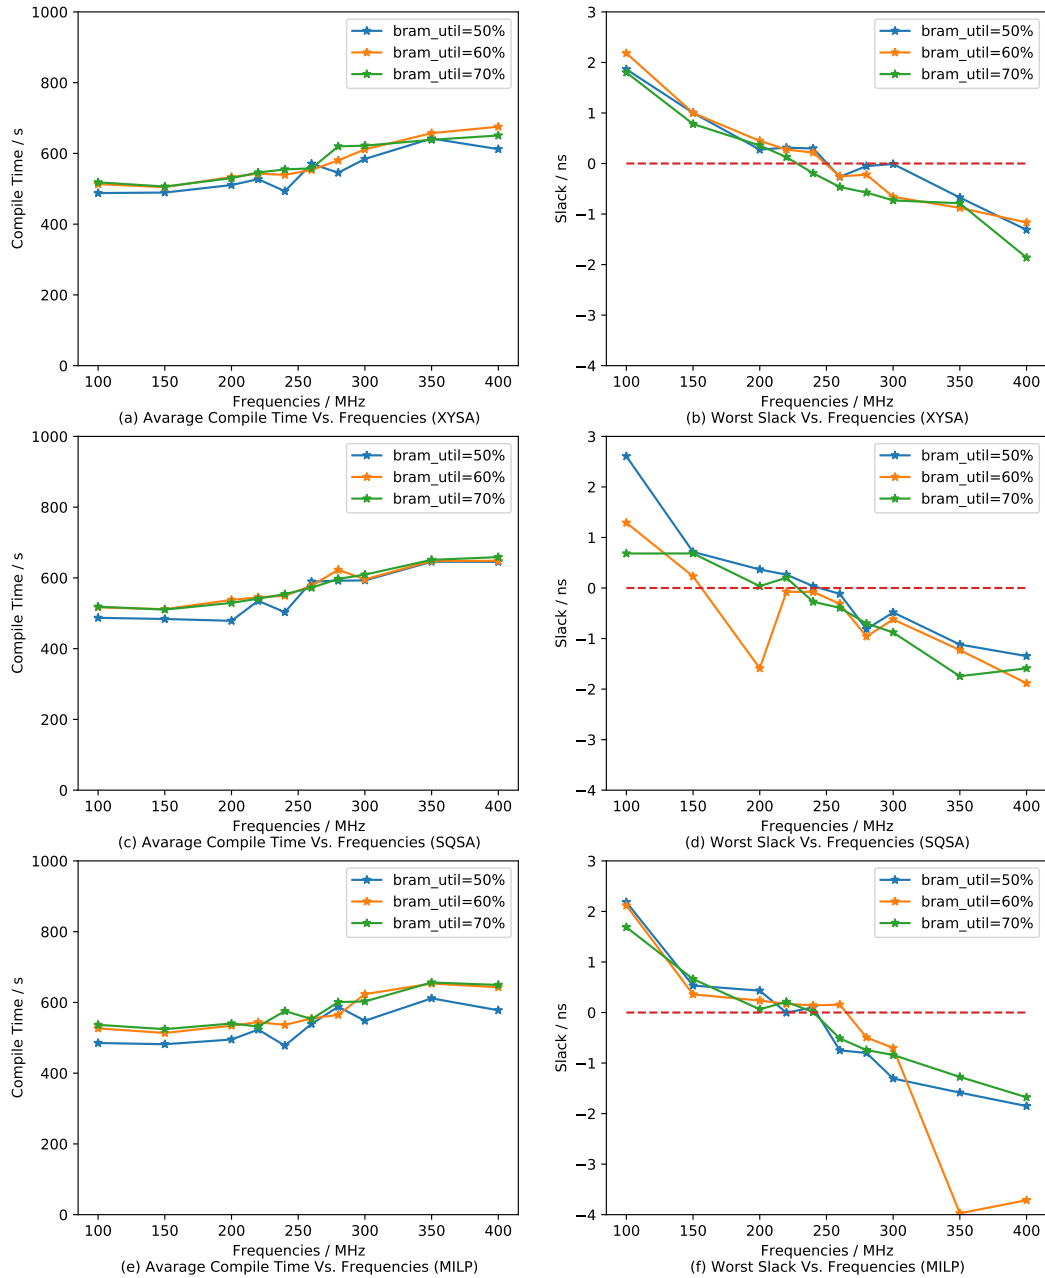 1000
800
600
400
200
0
Compile Time / s
bram_util=50%
bram_util=60%
bram_util=70%
100 150 200 250 300 350 400
Frequencies / MHz
(a) Avarage Compile Time Vs. Frequencies (XYSA)
3
2
1
0
−1
−2
−3
−4
Slack / ns
bram_util=50%
bram_util=60%
bram_util=70%
100 150 200 250 300 350 400
Frequencies / MHz
(b) Worst Slack Vs. Frequencies (XYSA)
1000
800
600
400
200
0
Compile Time / s
bram_util=50%
bram_util=60%
bram_util=70%
100 150 200 250 300 350 400
Frequencies / MHz
(c) Avarage Compile Time Vs. Frequencies (SQSA)
3
2
1
0
−1
−2
−3
−4
Slack / ns
bram_util=50%
bram_util=60%
bram_util=70%
100 150 200 250 300 350 400
Frequencies / MHz
(d) Worst Slack Vs. Frequencies (SQSA)
1000
800
600
400
200
0
Compile Time / s
bram_util=50%
bram_util=60%
bram_util=70%
100 150 200 250 300 350 400
Frequencies / MHz
(e) Avarage Compile Time Vs. Frequencies (MILP)
3
2
1
0
−1
−2
−3
−4
Slack / ns
bram_util=50%
bram_util=60%
bram_util=70%
100 150 200 250 300 350 400
Frequencies / MHz
(f) Worst Slack Vs. Frequencies (MILP)